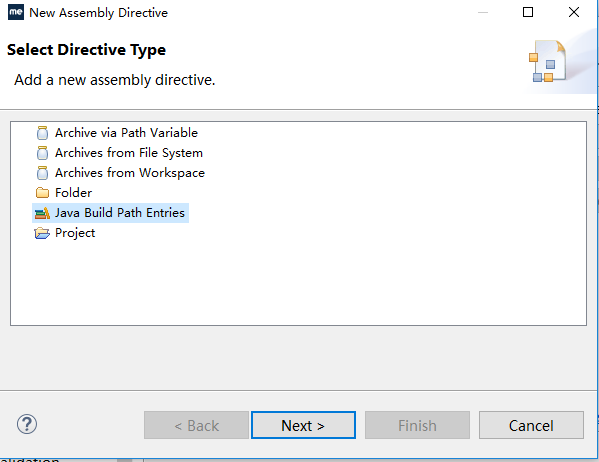 me New Assembly Directive
Select Directive Type
Add a new assembly directive.
Archive via Path Variable
Archives from File System
Archives from Workspace
Folder
Java Build Path Entries
Project
?
< Back
Next >
Finish
Cancel